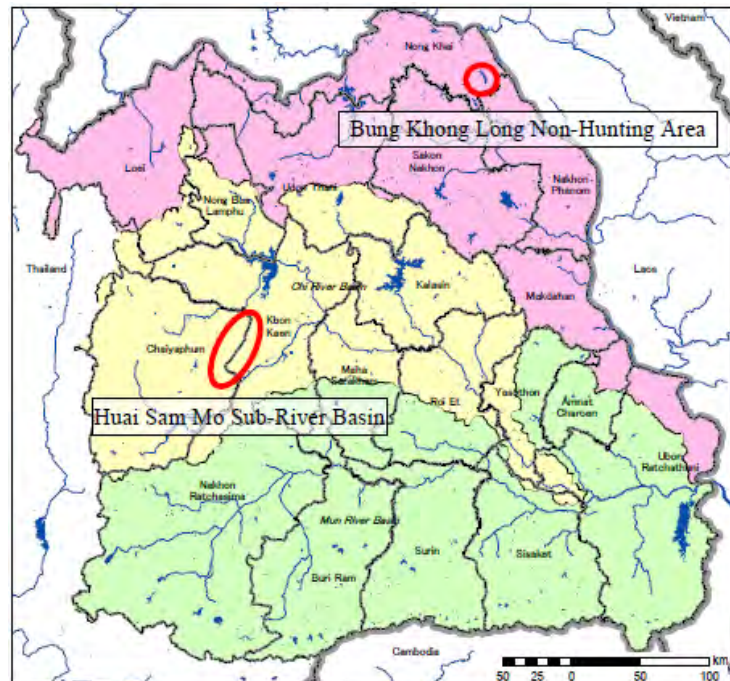 Vietnam
Nong Khai
Bung Khong Long Non-Hunting Area
Loei
Sakon
Nakhon
Udon Thani
Nakhon
Phanom
Nong Bua
Lamphu
Thailand
Laos
Chi River Basin
Kalasin
Mukdahan
Khon
Kaen
Chaiyaphum
Maha
Sarakham
Roi Et
Yasothon
Amnat
Charoen
Huai Sam Mo Sub-River Basin
Ubon
Ratchathani
Nakhon
Ratchasima
Mun River Basin
Surin
Sisaket
Buri Ram
Cambodia
km
50 25 0 50 100